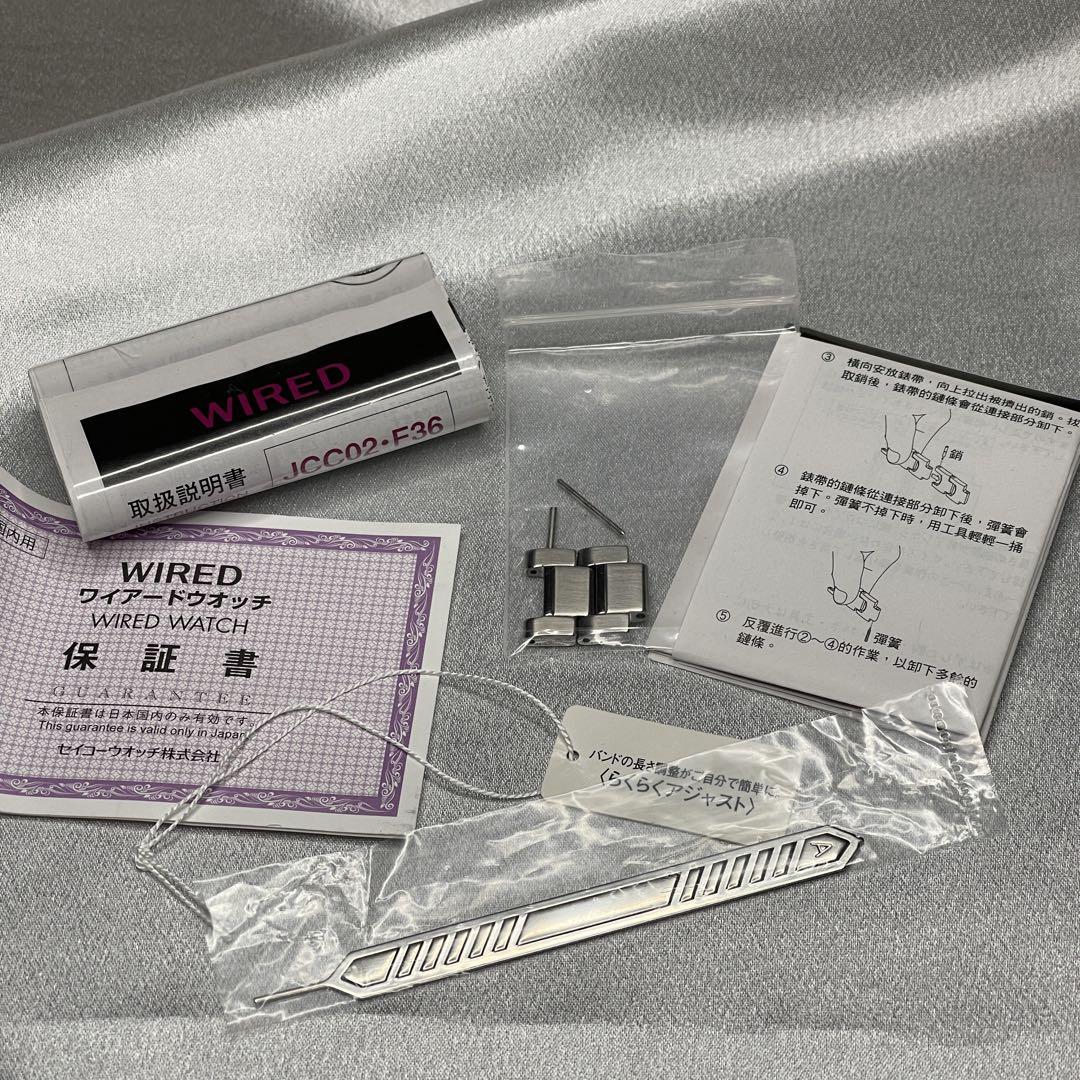 WIRED
取扱説明書
JCC02・F36
国内用
WIRED
ワイアードウオッチ
WIRED WATCH
保証書
GUARANTEE
本保証書は日本国内のみ有効です。
This guarantee is valid only in Japan
セイコーウオッチ株式会社
③ 橫向安放錶帶，向上拉出被擠出的銷。拔
取銷後，錶帶的鏈條會從連接部分卸下。
銷
④ 錶帶的鏈條從連接部分卸下後，彈簧會
掉下。彈簧不掉下時，用工具輕輕一捅
即可。
彈簧
⑤ 反覆進行②～④的作業，以卸下多餘的
鏈條。
バンドの長さ調整がご自分で簡単に
〈らくらくアジャスト〉
A